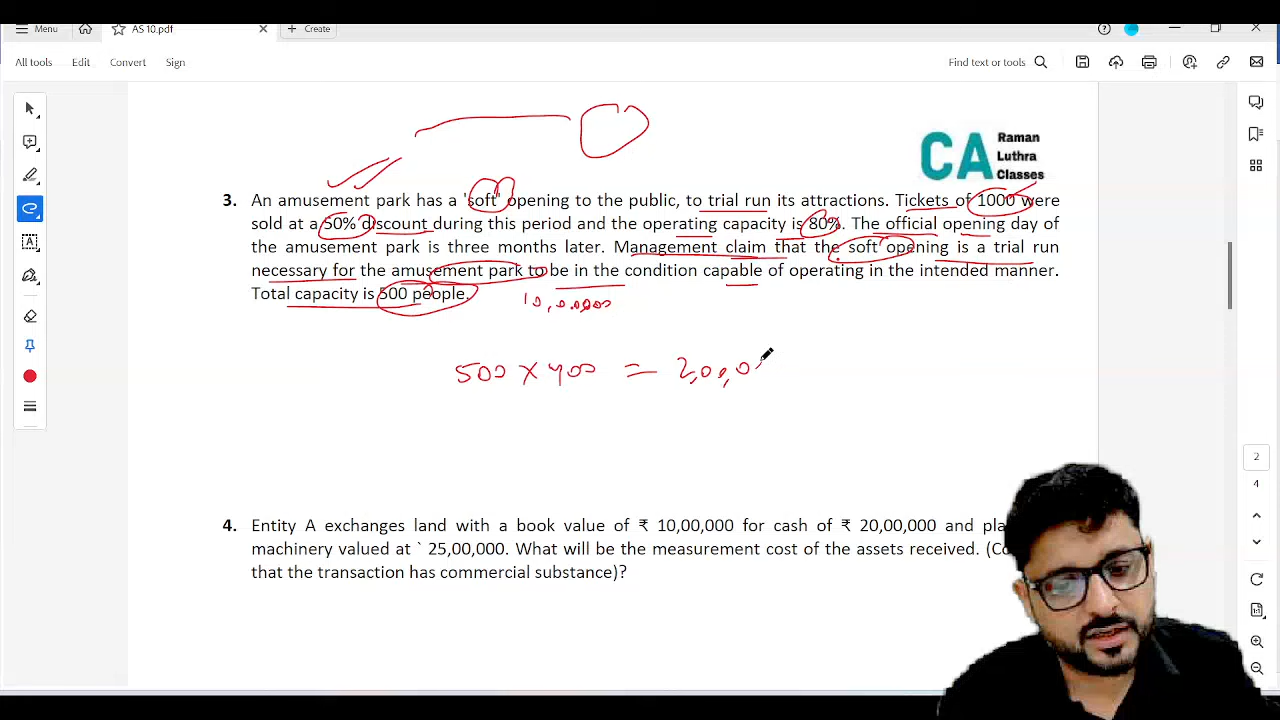 Menu
AS 10.pdf
Create
All tools
Edit
Convert
Sign
Find text or tools
CA Raman
Luthra
Classes
3. An amusement park has a 'soft' opening to the public, to trial run its attractions. Tickets of 1000 were
sold at a 50% discount during this period and the operating capacity is 80%. The official opening day of
the amusement park is three months later. Management claim that the soft opening is a trial run
necessary for the amusement park to be in the condition capable of operating in the intended manner.
Total capacity is 500 people.
500 X 400 = 2,00,0
4. Entity A exchanges land with a book value of ₹ 10,00,000 for cash of ₹ 20,00,000 and
machinery valued at ` 25,00,000. What will be the measurement cost of the assets received.
that the transaction has commercial substance)?
2
4